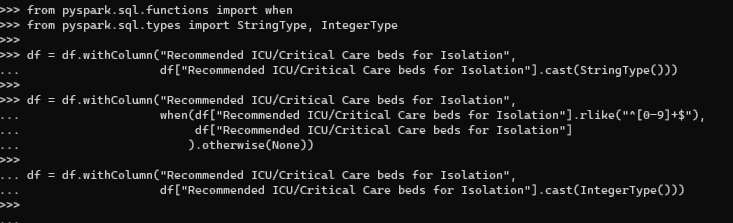 >>> from pyspark.sql.functions import when
>>> from pyspark.sql.types import StringType, IntegerType
>>>
>>> df = df.withColumn("Recommended ICU/Critical Care beds for Isolation",
...                    df["Recommended ICU/Critical Care beds for Isolation"].cast(StringType()))
>>>
>>> df = df.withColumn("Recommended ICU/Critical Care beds for Isolation",
...                    when(df["Recommended ICU/Critical Care beds for Isolation"].rlike("^[0-9]+$"),
...                         df["Recommended ICU/Critical Care beds for Isolation"]
...                        ).otherwise(None))
>>>
... df = df.withColumn("Recommended ICU/Critical Care beds for Isolation",
...                    df["Recommended ICU/Critical Care beds for Isolation"].cast(IntegerType()))
>>>
...